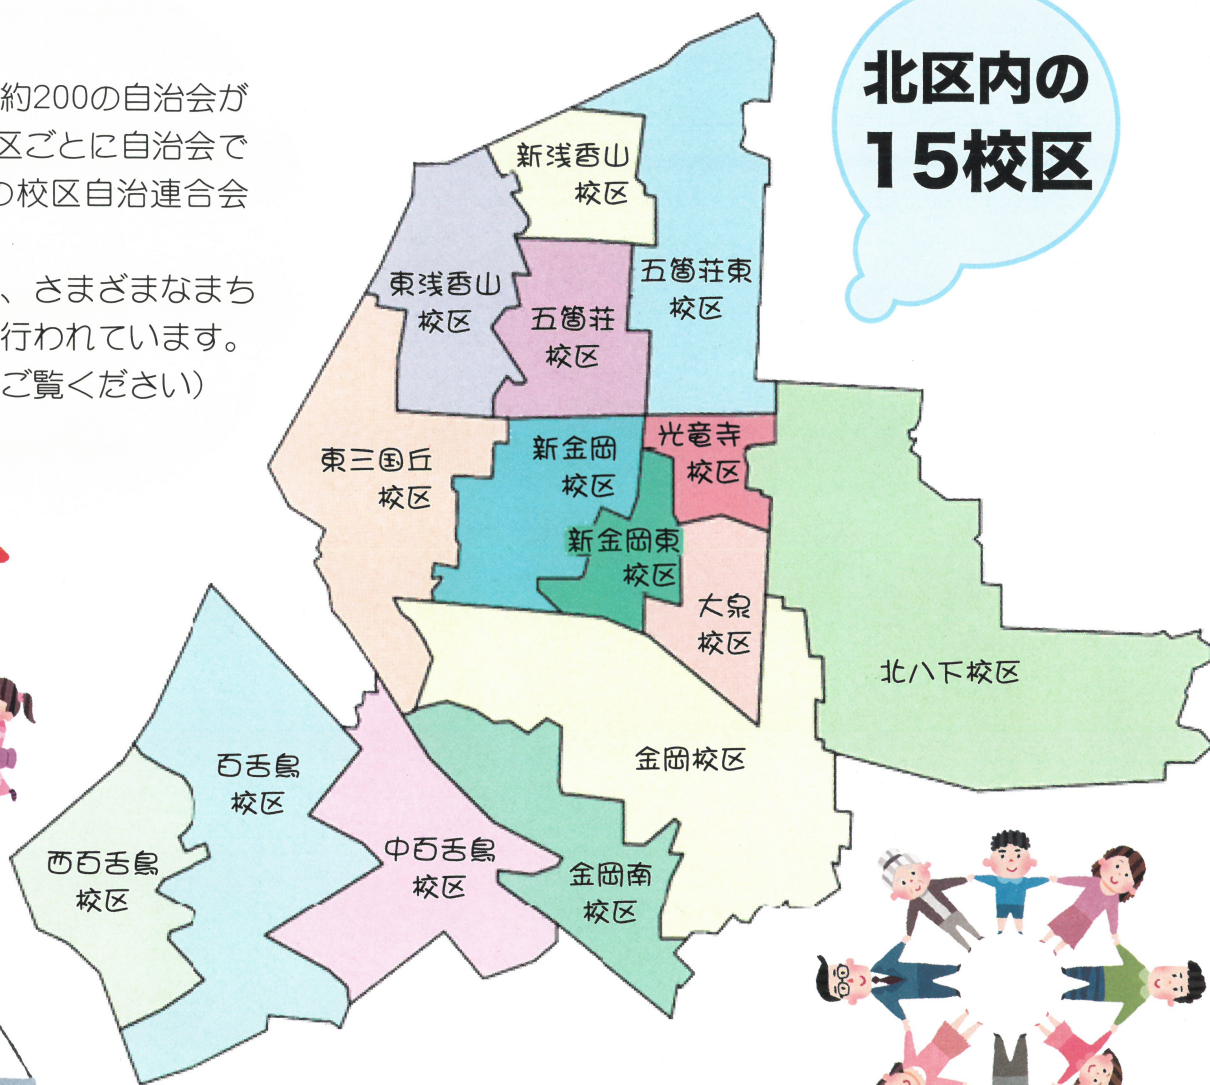 約200の自治会が
区ごとに自治会で
の校区自治連合会
、さまざまなまち
行われています。
ご覧ください）
北区内の
15校区
新浅香山
校区
東浅香山
校区
五箇荘
校区
五箇荘東
校区
東三国丘
校区
新金岡
校区
光竜寺
校区
新金岡東
校区
大泉
校区
北八下校区
金岡校区
百舌鳥
校区
西百舌鳥
校区
中百舌鳥
校区
金岡南
校区